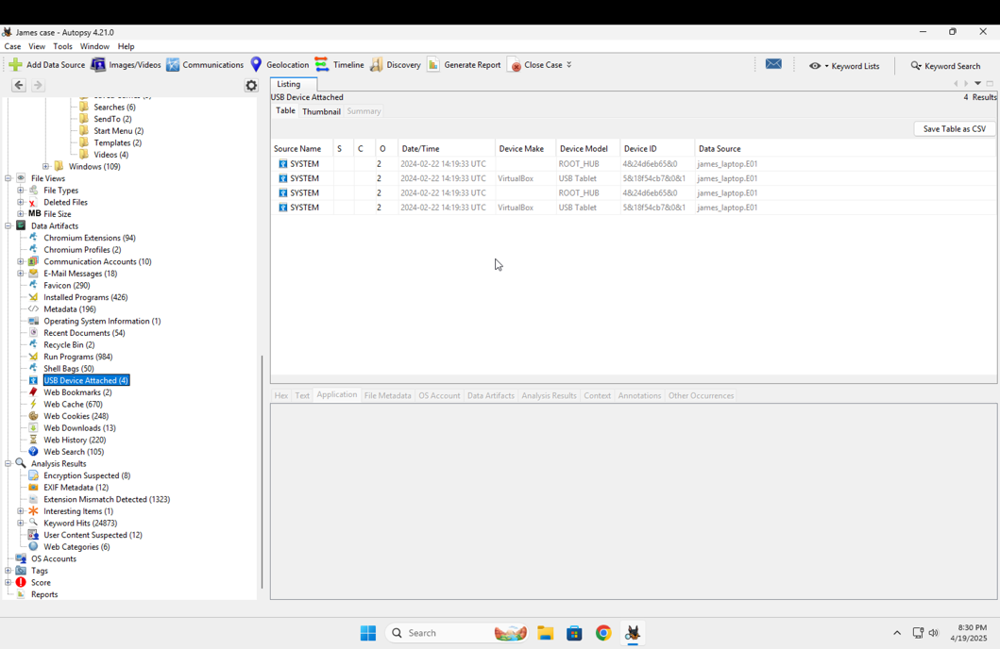 James case - Autopsy 4.21.0
Case View Tools Window Help
Add Data Source Images/Videos Communications Geolocation Timeline Discovery Generate Report Close Case Keyword Lists Keyword Search
Listing
USB Device Attached 4 Results
Table Thumbnail Summary
Save Table as CSV
Source Name S C O Date/Time Device Make Device Model Device ID Data Source
SYSTEM 2 2024-02-22 14:19:33 UTC ROOT_HUB 4&24d6eb65&0 james_laptop.E01
SYSTEM 2 2024-02-22 14:19:33 UTC VirtualBox USB Tablet 5&18f54cb7&0&1 james_laptop.E01
SYSTEM 2 2024-02-22 14:19:33 UTC ROOT_HUB 4&24d6eb65&0 james_laptop.E01
SYSTEM 2 2024-02-22 14:19:33 UTC VirtualBox USB Tablet 5&18f54cb7&0&1 james_laptop.E01
Searches (6)
SendTo (2)
Start Menu (2)
Templates (2)
Videos (4)
Windows (109)
File Views
File Types
Deleted Files
MB File Size
Data Artifacts
Chromium Extensions (94)
Chromium Profiles (2)
Communication Accounts (10)
E-Mail Messages (18)
Favicon (290)
Installed Programs (426)
Metadata (196)
Operating System Information (1)
Recent Documents (54)
Recycle Bin (2)
Run Programs (984)
Shell Bags (50)
USB Device Attached (4)
Web Bookmarks (2)
Web Cache (670)
Web Cookies (248)
Web Downloads (13)
Web History (220)
Web Search (105)
Analysis Results
Encryption Suspected (8)
EXIF Metadata (12)
Extension Mismatch Detected (1323)
Interesting Items (1)
Keyword Hits (24873)
User Content Suspected (12)
Web Categories (6)
OS Accounts
Tags
Score
Reports
Hex Text Application File Metadata OS Account Data Artifacts Analysis Results Context Annotations Other Occurrences
Search
8:30 PM
4/19/2025